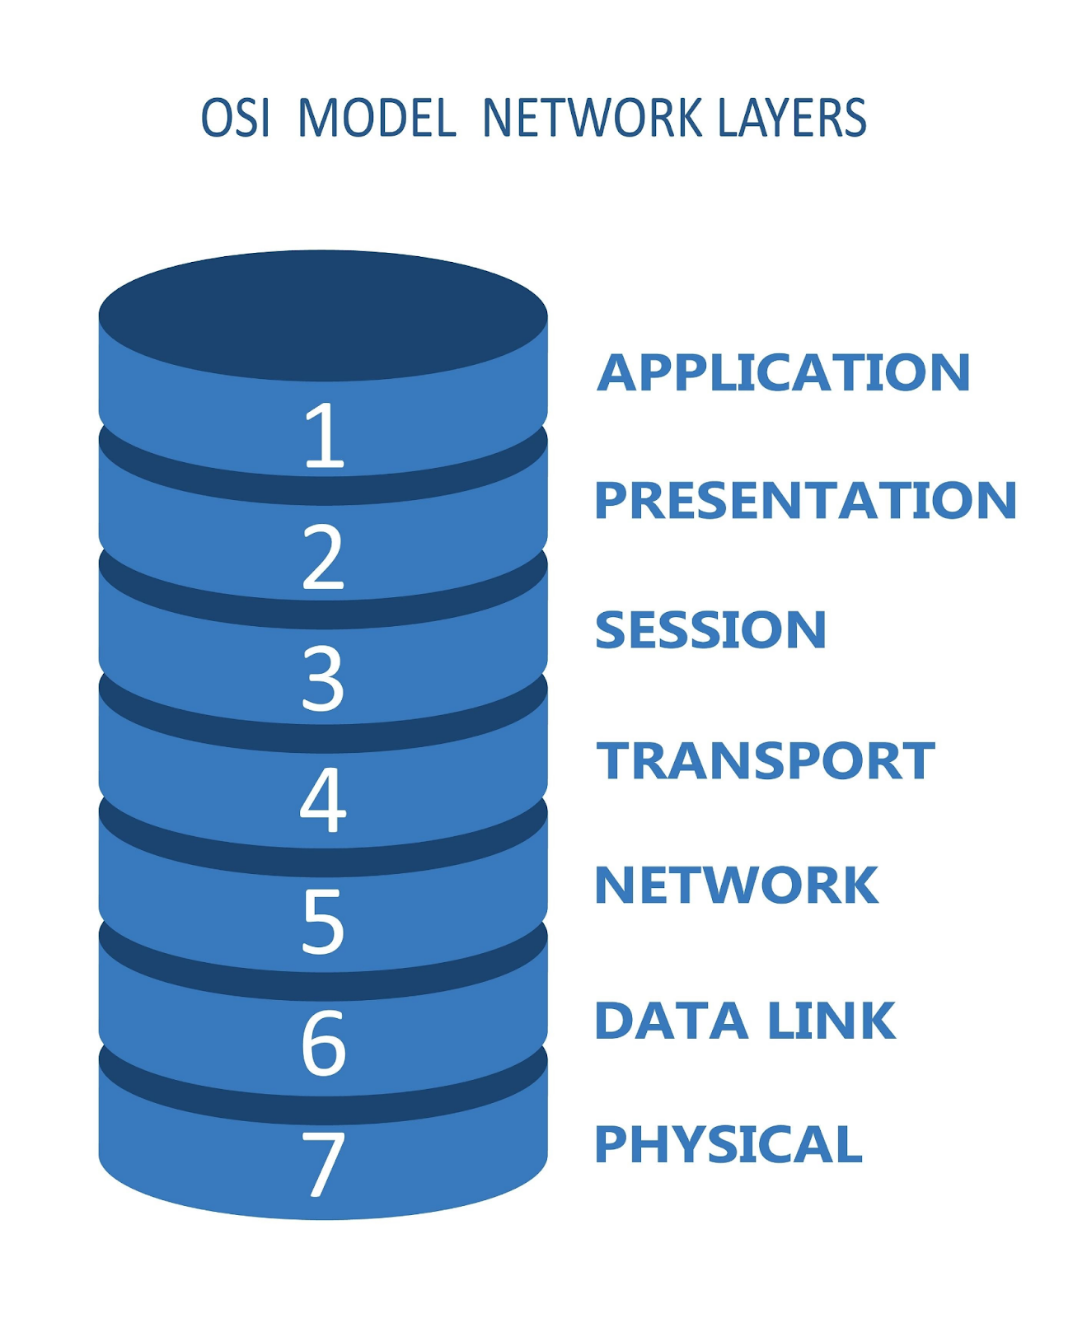 OSI MODEL NETWORK LAYERS
1 APPLICATION
2 PRESENTATION
3 SESSION
4 TRANSPORT
5 NETWORK
6 DATA LINK
7 PHYSICAL